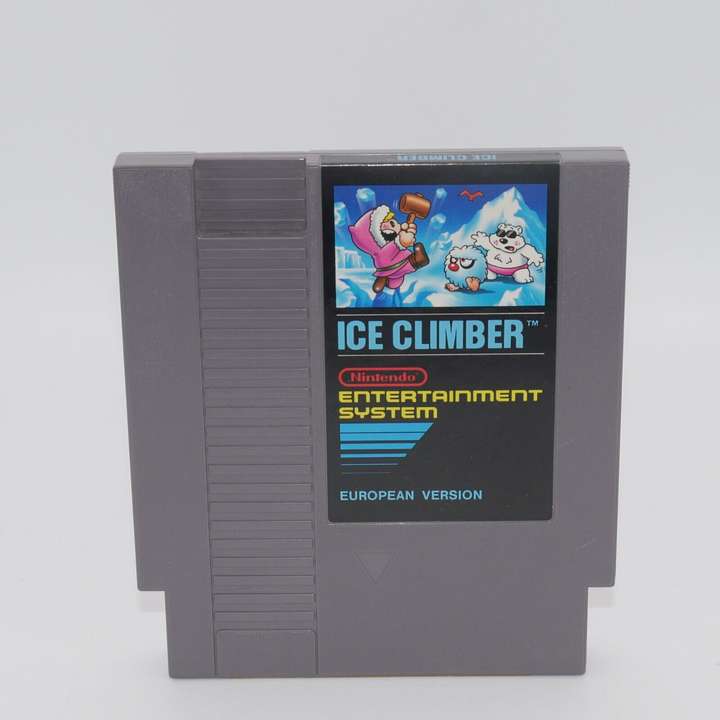 ICE CLIMBER
ICE CLIMBER™
Nintendo
ENTERTAINMENT
SYSTEM
EUROPEAN VERSION